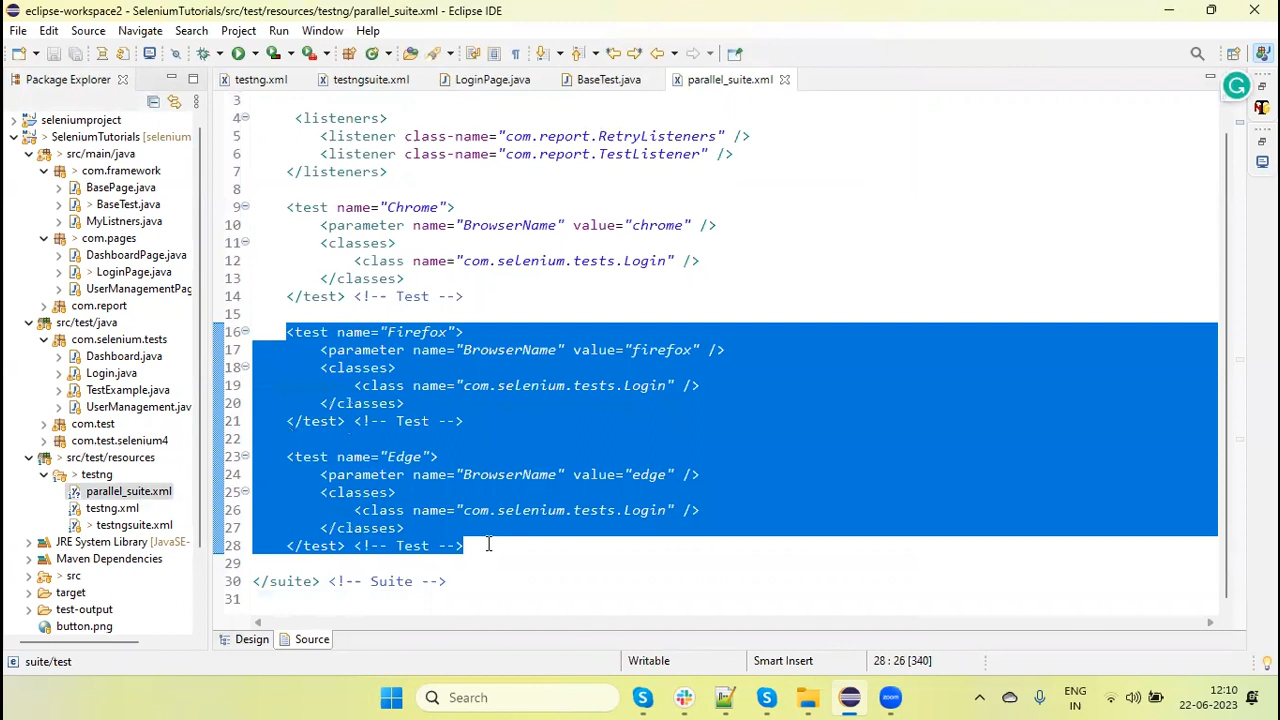 eclipse-workspace2 - SeleniumTutorials/src/test/resources/testng/parallel_suite.xml - Eclipse IDE
File Edit Source Navigate Search Project Run Window Help
Package Explorer
testng.xml testngsuite.xml LoginPage.java BaseTest.java parallel_suite.xml
seleniumproject
SeleniumTutorials [selenium
src/main/java
com.framework
BasePage.java
> BaseTest.java
MyListners.java
com.pages
DashboardPage.java
> LoginPage.java
UserManagementPag
com.report
src/test/java
com.selenium.tests
Dashboard.java
Login.java
TestExample.java
UserManagement.jav
com.test
com.test.selenium4
src/test/resources
testng
parallel_suite.xml
testng.xml
> testngsuite.xml
JRE System Library [JavaSE-
Maven Dependencies
src
target
test-output
button.png
3
4 <listeners>
5 <listener class-name="com.report.RetryListeners" />
6 <listener class-name="com.report.TestListener" />
7 </listeners>
8
9 <test name="Chrome">
10 <parameter name="BrowserName" value="chrome" />
11 <classes>
12 <class name="com.selenium.tests.Login" />
13 </classes>
14 </test> <!-- Test -->
15
16 <test name="Firefox">
17 <parameter name="BrowserName" value="firefox" />
18 <classes>
19 <class name="com.selenium.tests.Login" />
20 </classes>
21 </test> <!-- Test -->
22
23 <test name="Edge">
24 <parameter name="BrowserName" value="edge" />
25 <classes>
26 <class name="com.selenium.tests.Login" />
27 </classes>
28 </test> <!-- Test -->
29
30 </suite> <!-- Suite -->
31
Design Source
suite/test Writable Smart Insert 28 : 26 [340]
Search
ENG
IN
12:10
22-06-2023